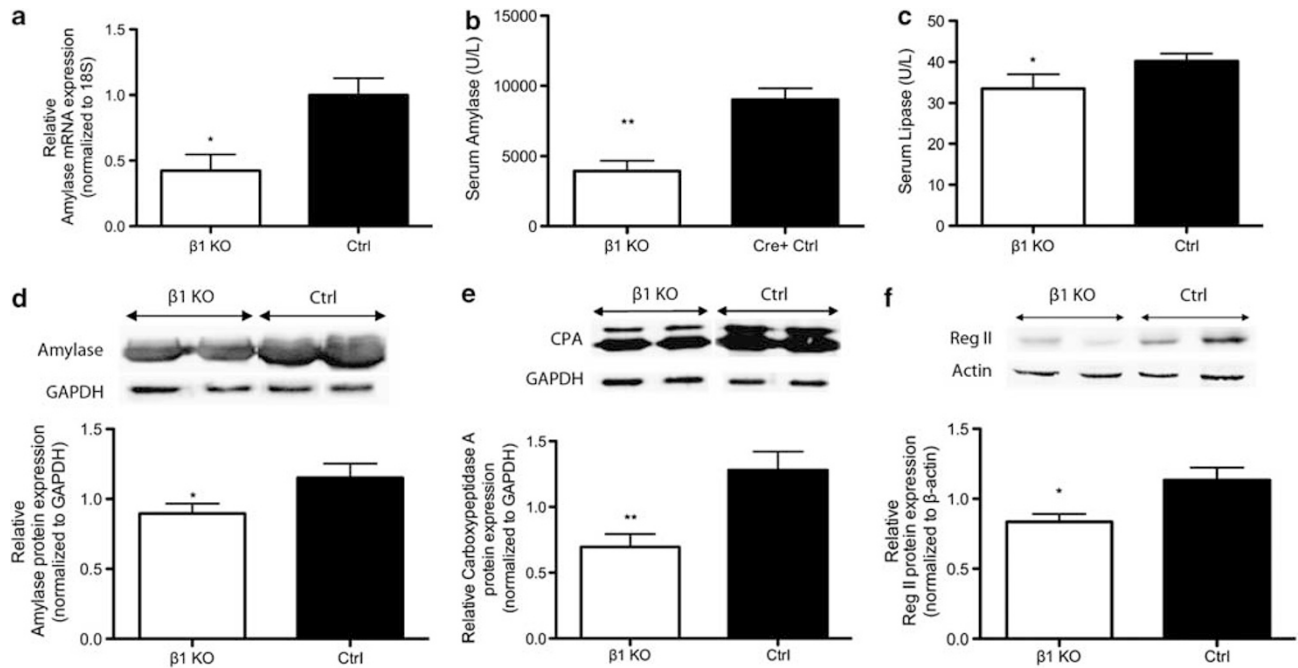 a
Relative
Amylase mRNA expression
(normalized to 18S)
1.5
1.0
0.5
0.0
*
β1 KO
Ctrl
b
Serum Amylase (U/L)
15000
10000
5000
0
**
β1 KO
Cre+ Ctrl
c
Serum Lipase (U/L)
50
40
30
20
10
0
*
β1 KO
Ctrl
d
β1 KO
Ctrl
Amylase
GAPDH
Relative
Amylase protein expression
(normalized to GAPDH)
1.5
1.0
0.5
0.0
*
β1 KO
Ctrl
e
β1 KO
Ctrl
CPA
GAPDH
Relative Carboxypeptidase A
protein expression
(normalized to GAPDH)
1.5
1.0
0.5
0.0
**
β1 KO
Ctrl
f
β1 KO
Ctrl
Reg II
Actin
Relative
Reg II protein expression
(normalized to β-actin)
1.5
1.0
0.5
0.0
*
β1 KO
Ctrl